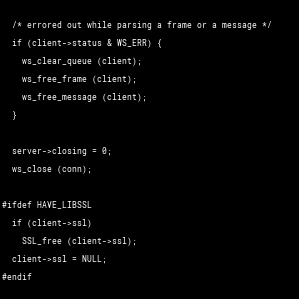 /* errored out while parsing a frame or a message */
if (client->status & WS_ERR) {
ws_clear_queue (client);
ws_free_frame (client);
ws_free_message (client);
}
server->closing = 0;
ws_close (conn);
#ifdef HAVE_LIBSSL
if (client->ssl)
SSL_free (client->ssl);
client->ssl = NULL;
#endif